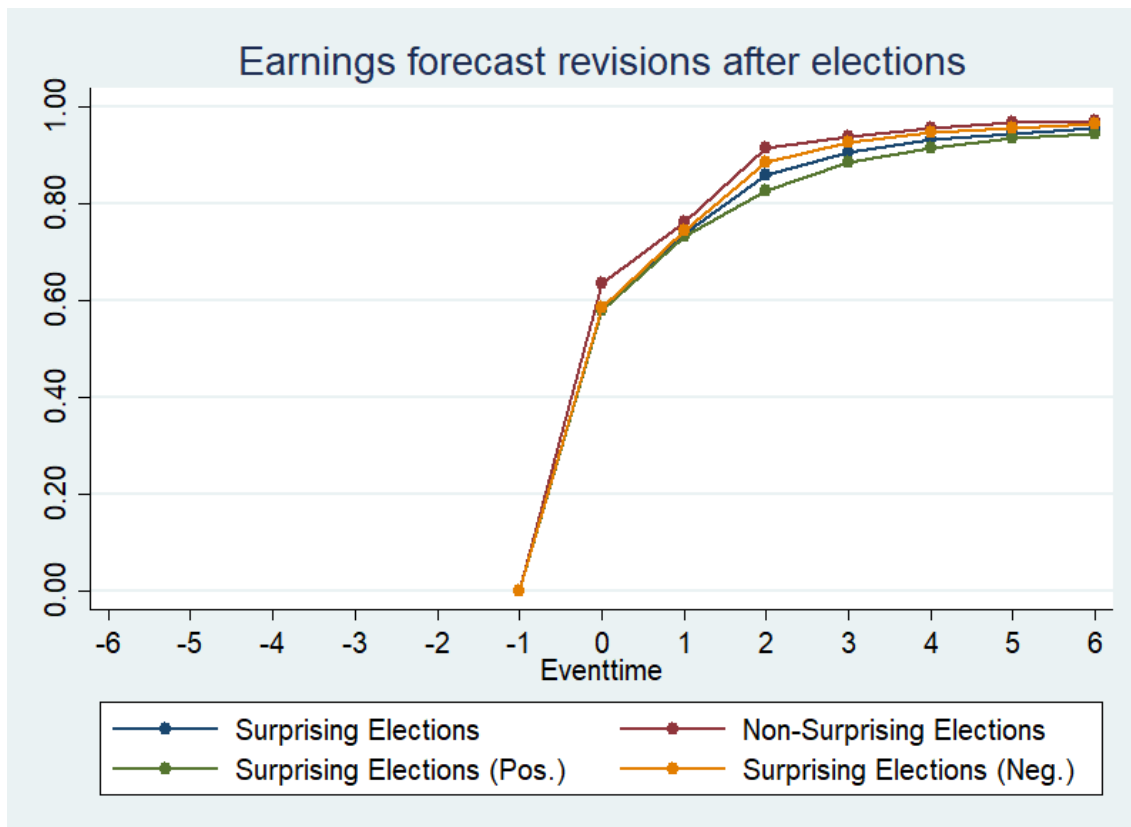 Earnings forecast revisions after elections
1.00
0.80
0.60
0.40
0.20
0.00
-6 -5 -4 -3 -2 -1 0 1 2 3 4 5 6
Eventtime
Surprising Elections Non-Surprising Elections
Surprising Elections (Pos.) Surprising Elections (Neg.)